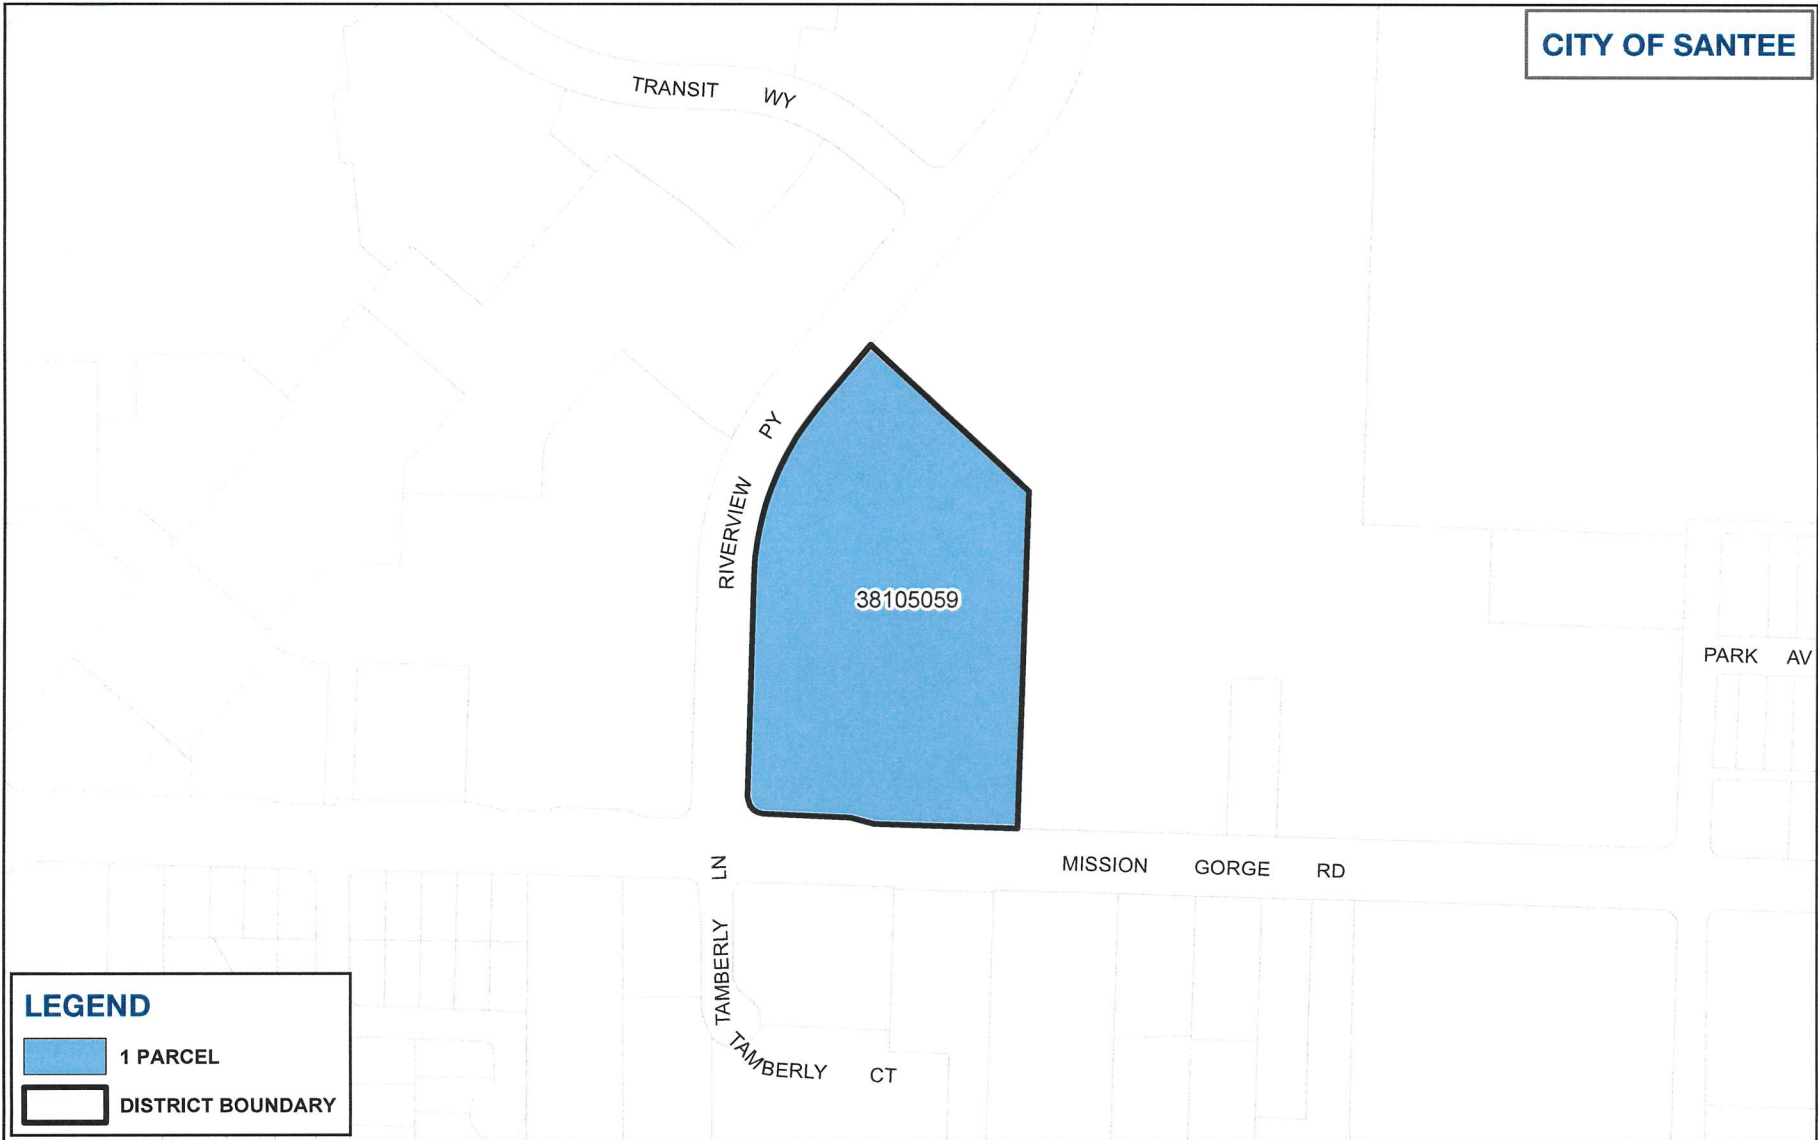 CITY OF SANTEE
TRANSIT WY
RIVERVIEW PY
38105059
PARK AV
MISSION GORGE RD
TAMBERLY LN
TAMBERLY CT
LEGEND
1 PARCEL
DISTRICT BOUNDARY